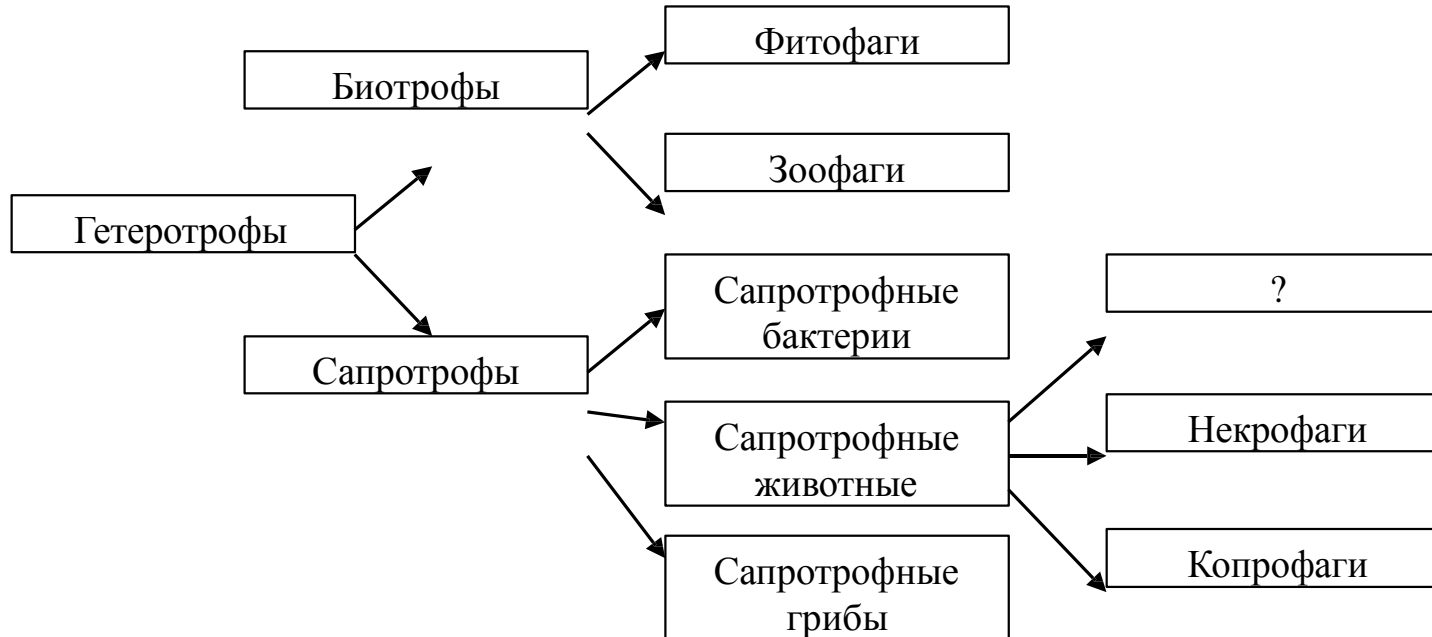 Фитофаги
Биотрофы
Зоофаги
Гетеротрофы
Сапротрофные
бактерии
?
Сапротрофы
Сапротрофные
животные
Некрофаги
Копрофаги
Сапротрофные
грибы